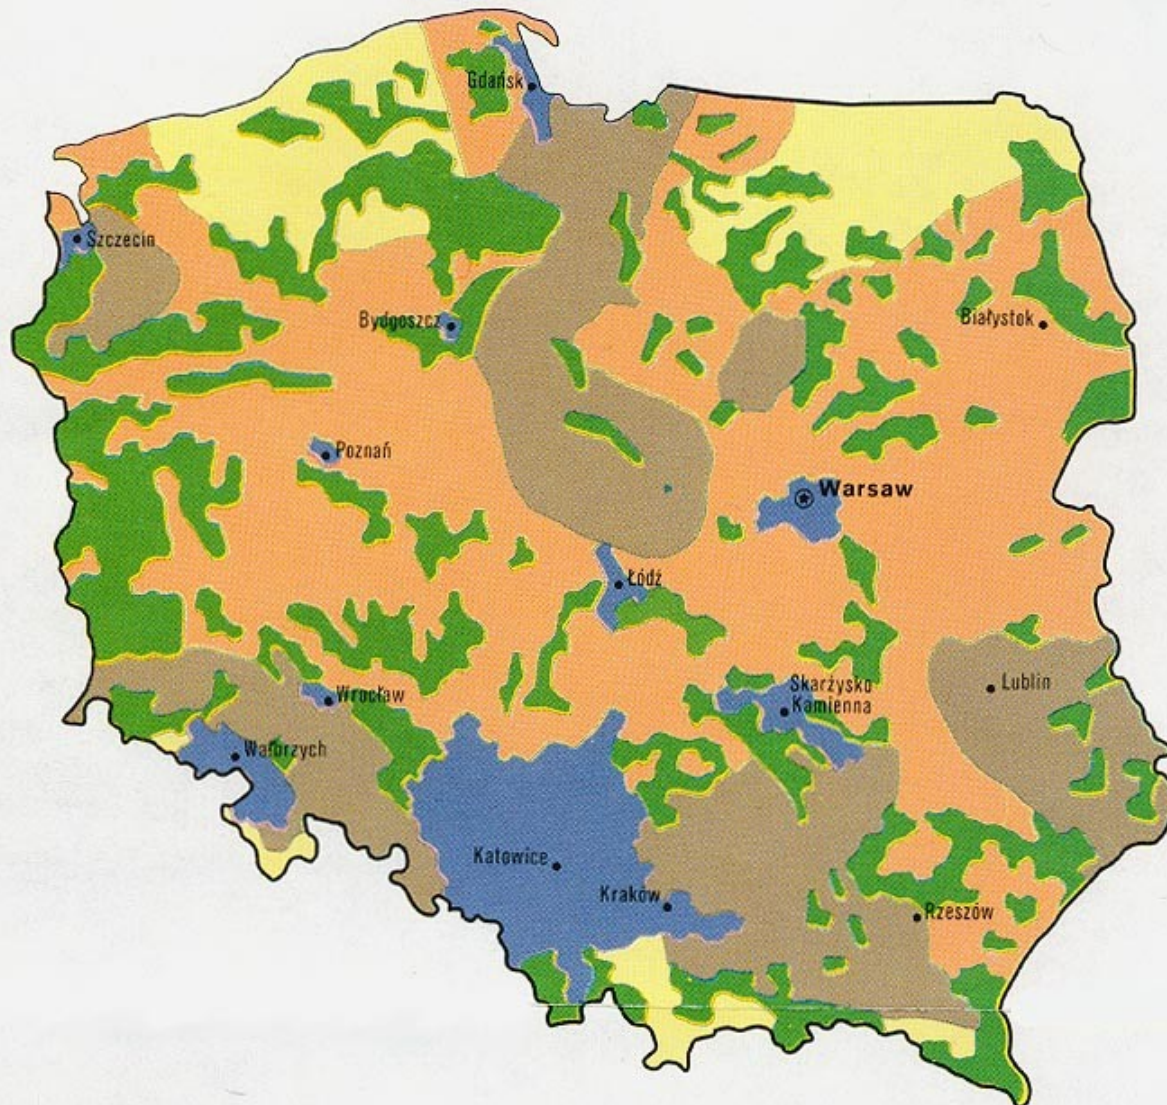 Gdańsk
Szczecin
Bydgoszcz
Białystok
Poznań
Warsaw
Łódź
Skarżysko
Kamienna
Lublin
Wrocław
Wałbrzych
Katowice
Kraków
Rzeszów